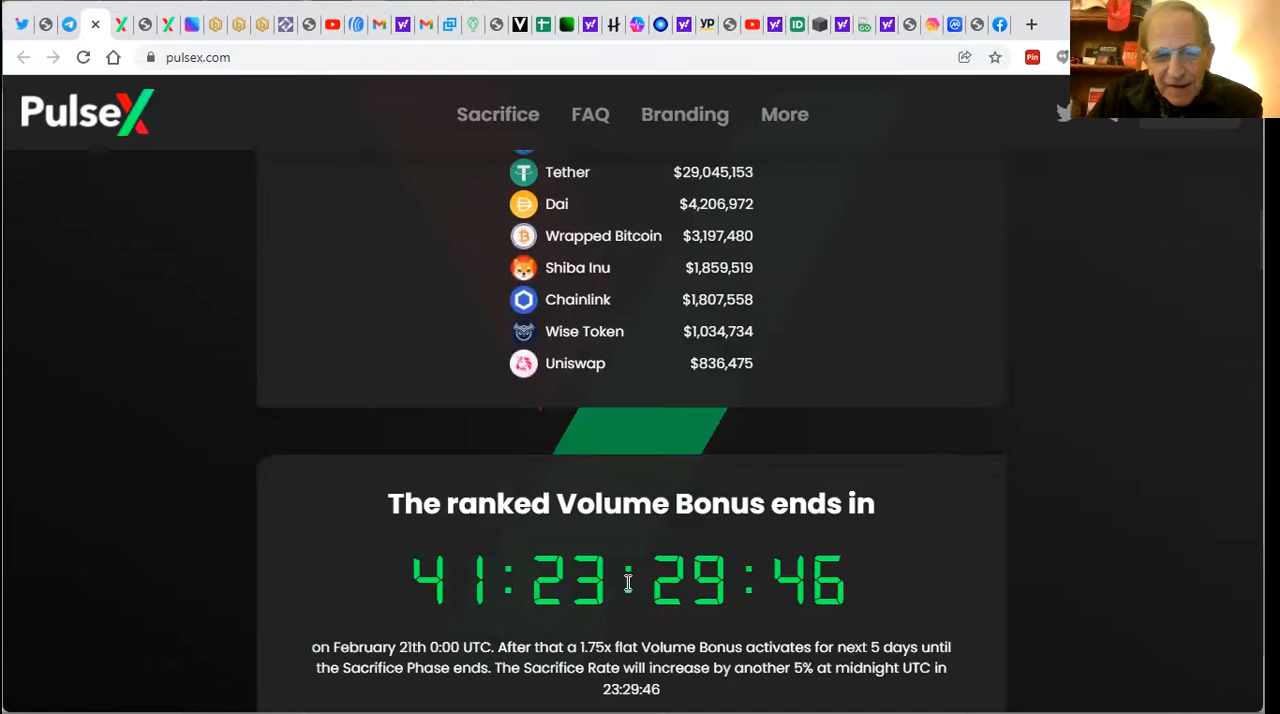 pulsex.com
Pin
PulseX
Sacrifice FAQ Branding More
Tether $29,045,153
Dai $4,206,972
Wrapped Bitcoin $3,197,480
Shiba Inu $1,859,519
Chainlink $1,807,558
Wise Token $1,034,734
Uniswap $836,475
The ranked Volume Bonus ends in
41:23:29:46
on February 21th 0:00 UTC. After that a 1.75x flat Volume Bonus activates for next 5 days until
the Sacrifice Phase ends. The Sacrifice Rate will increase by another 5% at midnight UTC in
23:29:46